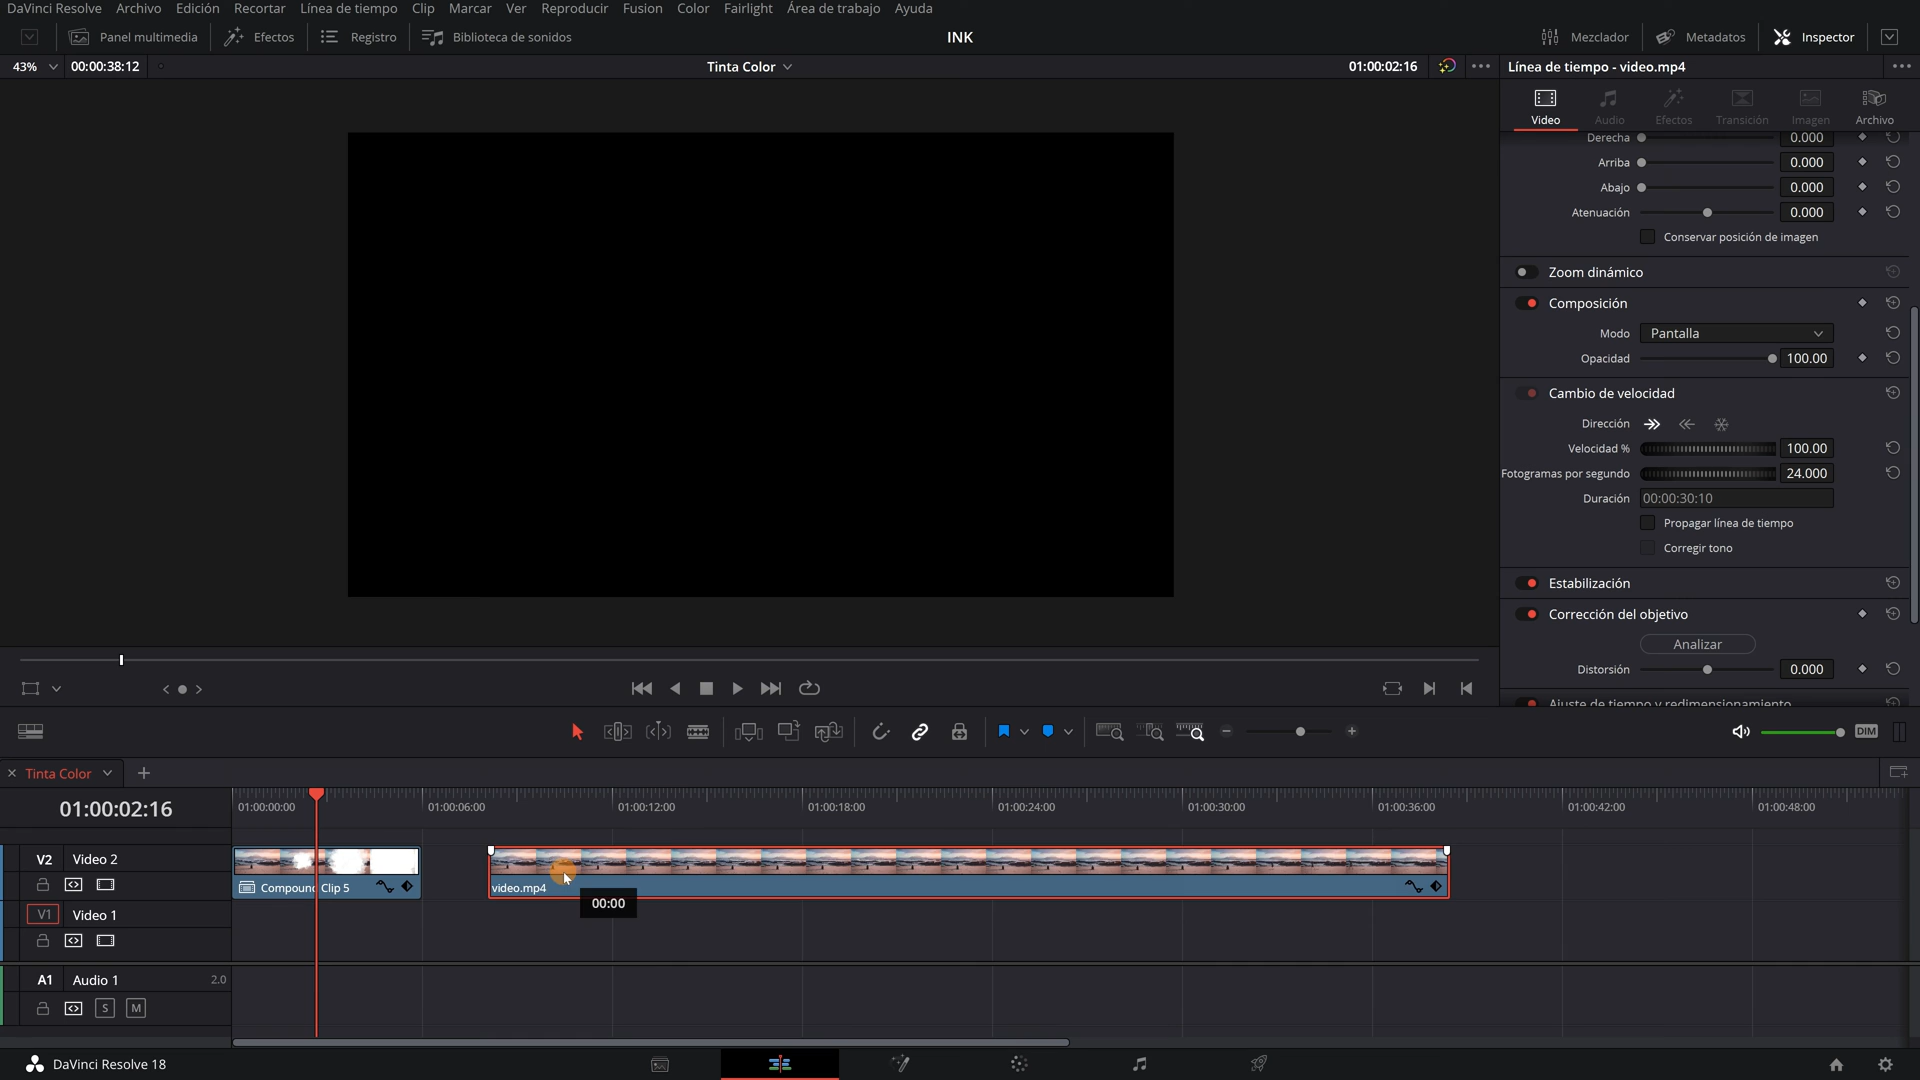 DaVinci Resolve Archivo Edición Recortar Línea de tiempo Clip Marcar Ver Reproducir Fusion Color Fairlight Área de trabajo Ayuda
Panel multimedia Efectos Registro Biblioteca de sonidos INK Mezclador Metadatos Inspector
43% 00:00:38:12 Tinta Color 01:00:02:16 Línea de tiempo - video.mp4
Video Audio Efectos Transición Imagen Archivo
Derecha 0.000
Arriba 0.000
Abajo 0.000
Atenuación 0.000
Conservar posición de imagen
Zoom dinámico
Composición
Modo Pantalla
Opacidad 100.00
Cambio de velocidad
Dirección
Velocidad % 100.00
Fotogramas por segundo 24.000
Duración 00:00:30:10
Propagar línea de tiempo
Corregir tono
Estabilización
Corrección del objetivo
Analizar
Distorsión 0.000
Ajuste de tiempo y redimensionamiento
DIM
Tinta Color
01:00:02:16 01:00:00:00 01:00:06:00 01:00:12:00 01:00:18:00 01:00:24:00 01:00:30:00 01:00:36:00 01:00:42:00 01:00:48:00
V2 Video 2
Compound Clip 5 video.mp4
00:00
V1 Video 1
A1 Audio 1 2.0
S M
DaVinci Resolve 18